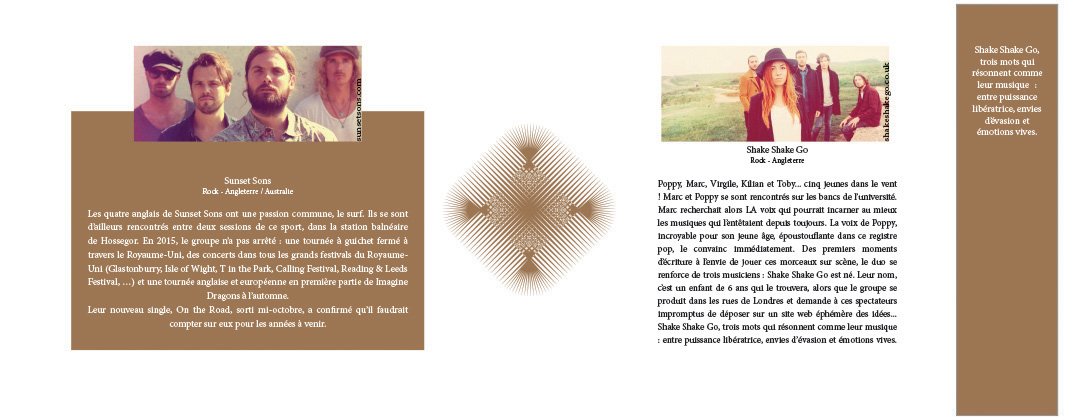 sunsetsons.com
Sunset Sons
Rock - Angleterre / Australie
Les quatre anglais de Sunset Sons ont une passion commune, le surf. Ils se sont
d'ailleurs rencontrés entre deux sessions de ce sport, dans la station balnéaire
de Hossegor. En 2015, le groupe n'a pas arrêté : une tournée à guichet fermé à
travers le Royaume-Uni, des concerts dans tous les grands festivals du Royaume-
Uni (Glastonburry, Isle of Wight, T in the Park, Calling Festival, Reading & Leeds
Festival, …) et une tournée anglaise et européenne en première partie de Imagine
Dragons à l'automne.
Leur nouveau single, On the Road, sorti mi-octobre, a confirmé qu'il faudrait
compter sur eux pour les années à venir.
shakeshakego.co.uk
Shake Shake Go
Rock - Angleterre
Poppy, Marc, Virgile, Kilian et Toby... cinq jeunes dans le vent
! Marc et Poppy se sont rencontrés sur les bancs de l'université.
Marc recherchait alors LA voix qui pourrait incarner au mieux
les musiques qui l'entêtaient depuis toujours. La voix de Poppy,
incroyable pour son jeune âge, époustouflante dans ce registre
pop, le convainc immédiatement. Des premiers moments
d'écriture à l'envie de jouer ces morceaux sur scène, le duo se
renforce de trois musiciens : Shake Shake Go est né. Leur nom,
c'est un enfant de 6 ans qui le trouvera, alors que le groupe se
produit dans les rues de Londres et demande à ces spectateurs
impromptus de déposer sur un site web éphémère des idées...
Shake Shake Go, trois mots qui résonnent comme leur musique
: entre puissance libératrice, envies d'évasion et émotions vives.
Shake Shake Go,
trois mots qui
résonnent comme
leur musique :
entre puissance
libératrice, envies
d'évasion et
émotions vives.